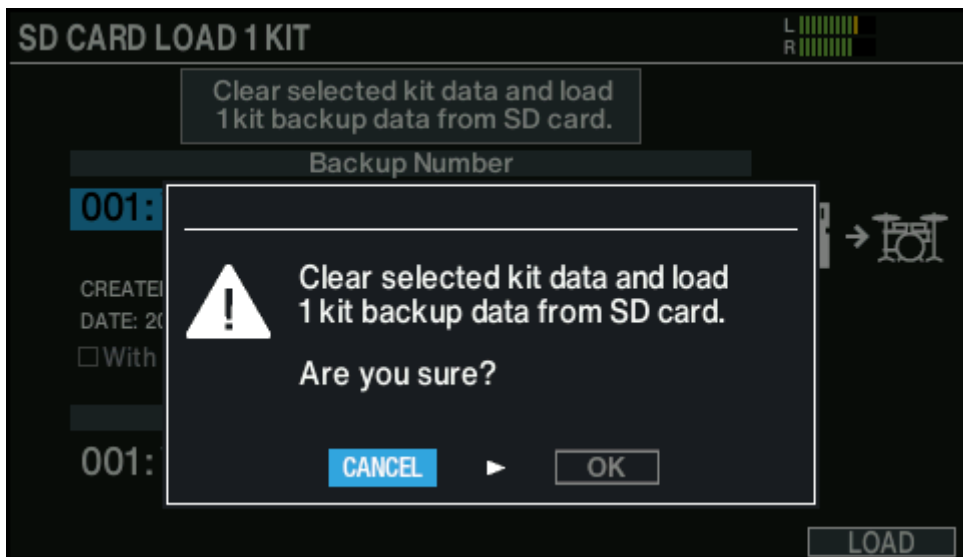 SD CARD LOAD 1 KIT
L
R
Clear selected kit data and load
1kit backup data from SD card.
Backup Number
001:
CREATE
DATE: 20
With
Clear selected kit data and load
1 kit backup data from SD card.
Are you sure?
001:
CANCEL
OK
LOAD